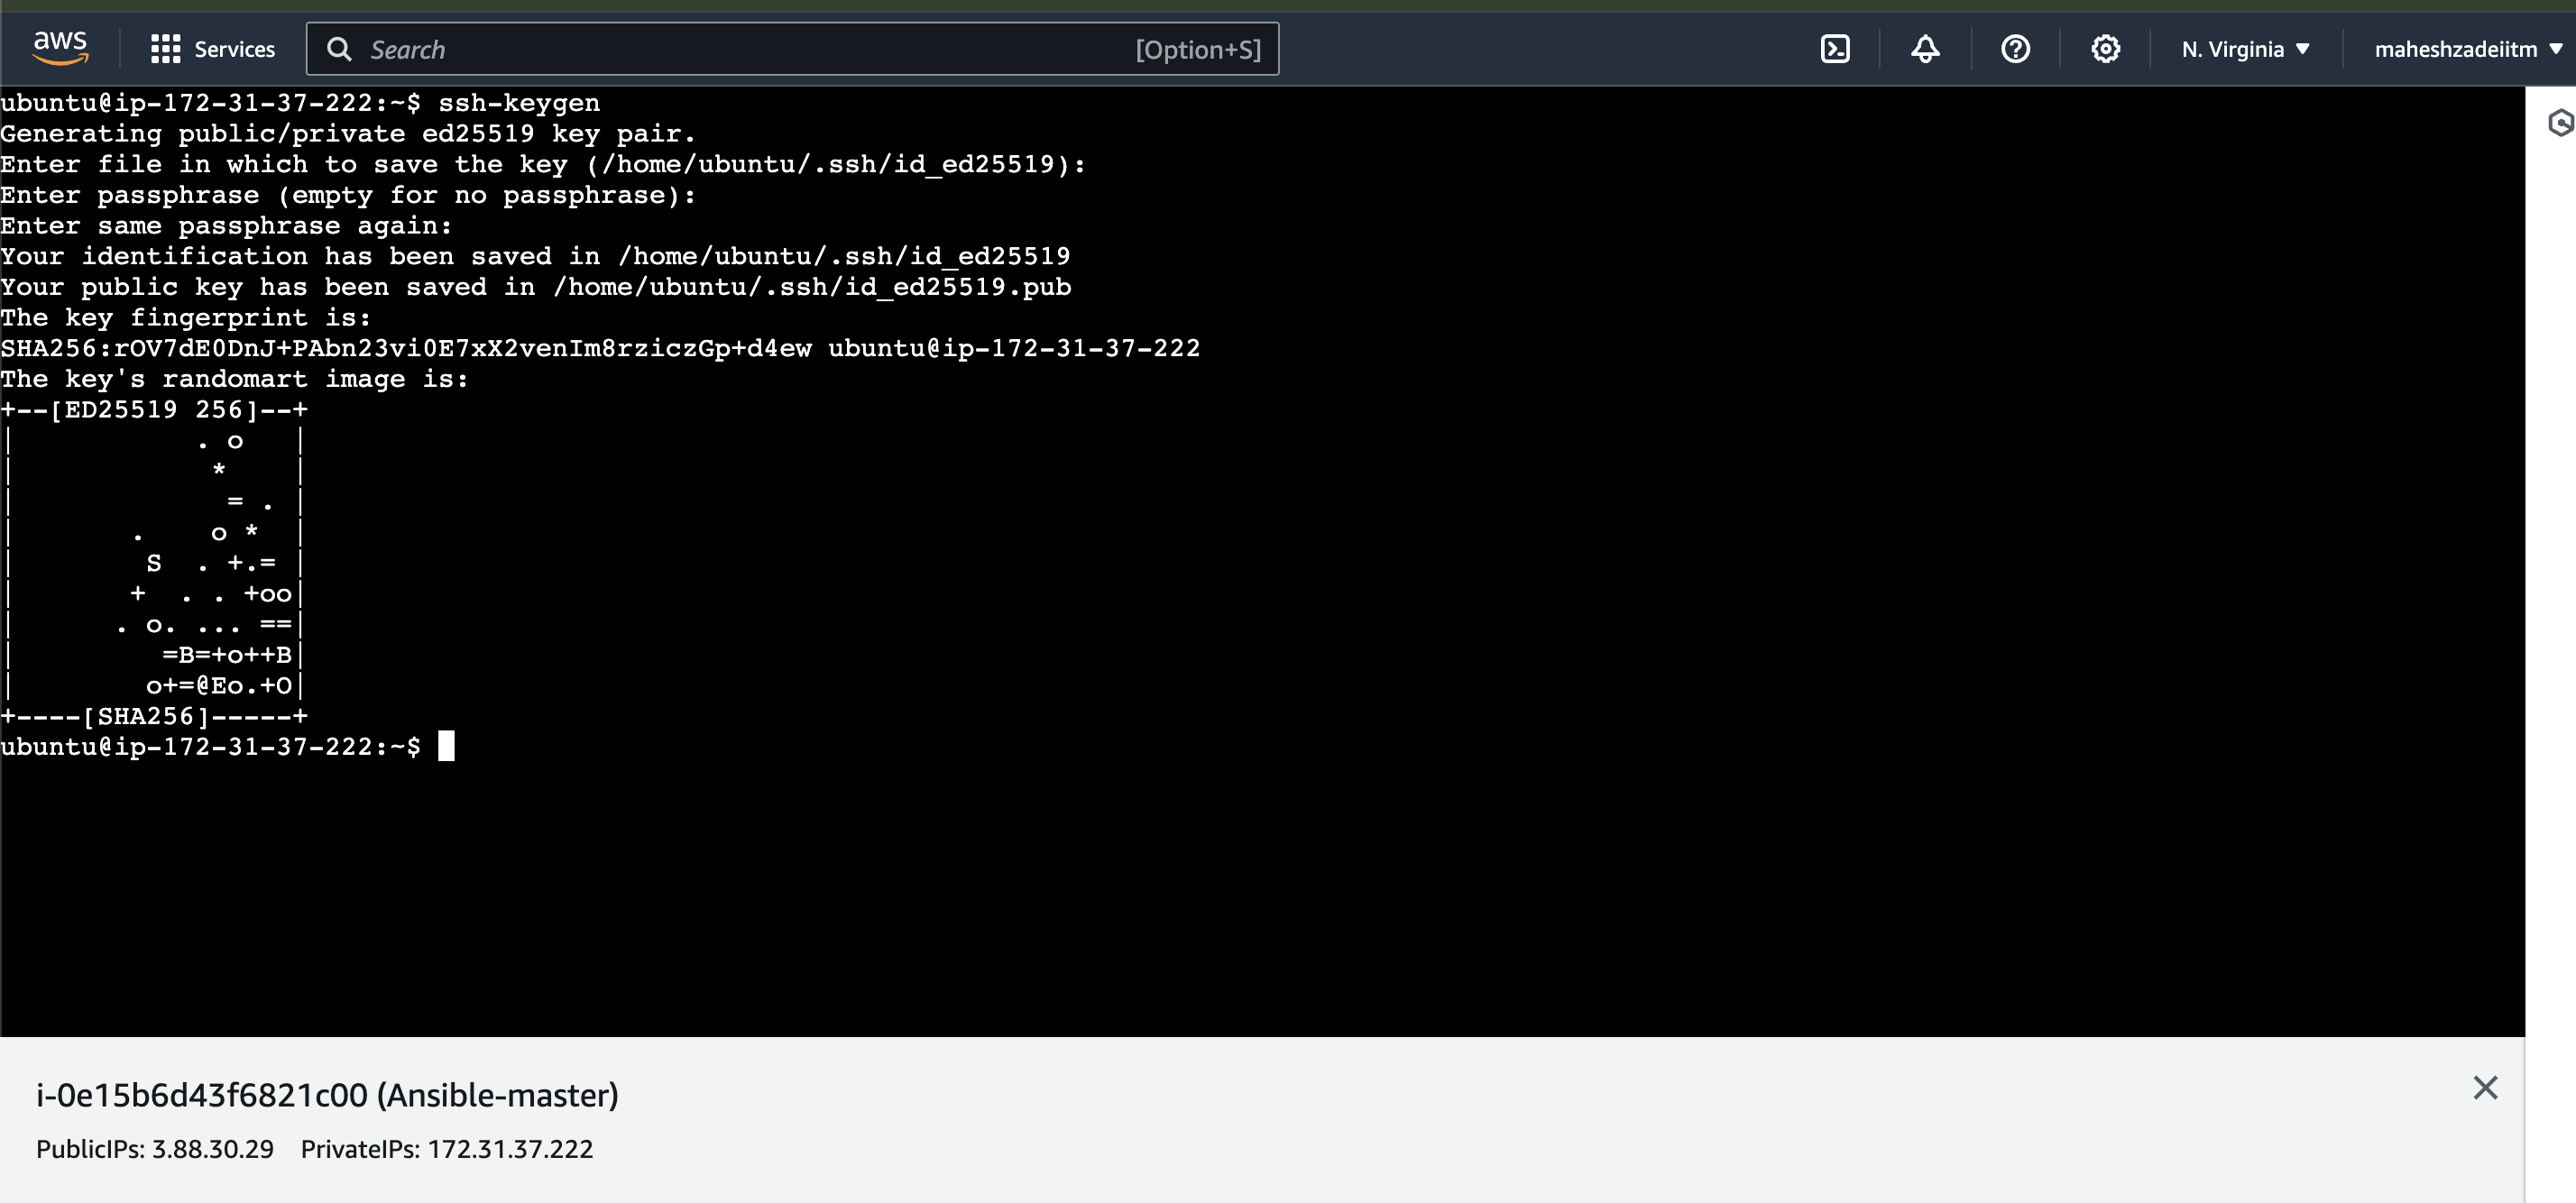 aws Services Search [Option+S] N. Virginia maheshzadeiitm
ubuntu@ip-172-31-37-222:~$ ssh-keygen
Generating public/private ed25519 key pair.
Enter file in which to save the key (/home/ubuntu/.ssh/id_ed25519):
Enter passphrase (empty for no passphrase):
Enter same passphrase again:
Your identification has been saved in /home/ubuntu/.ssh/id_ed25519
Your public key has been saved in /home/ubuntu/.ssh/id_ed25519.pub
The key fingerprint is:
SHA256:rOV7dE0DnJ+PAbn23vi0E7xX2venIm8rziczGp+d4ew ubuntu@ip-172-31-37-222
The key's randomart image is:
+--[ED25519 256]--+
|            . o   |
|             *    |
|              = . |
|        .    o *  |
|         S  . +.= |
|        +  . . +oo|
|       . o. ... ==|
|          =B=+o++B|
|         o+=@Eo.+O|
+----[SHA256]-----+
ubuntu@ip-172-31-37-222:~$
i-0e15b6d43f6821c00 (Ansible-master)
PublicIPs: 3.88.30.29 PrivateIPs: 172.31.37.222